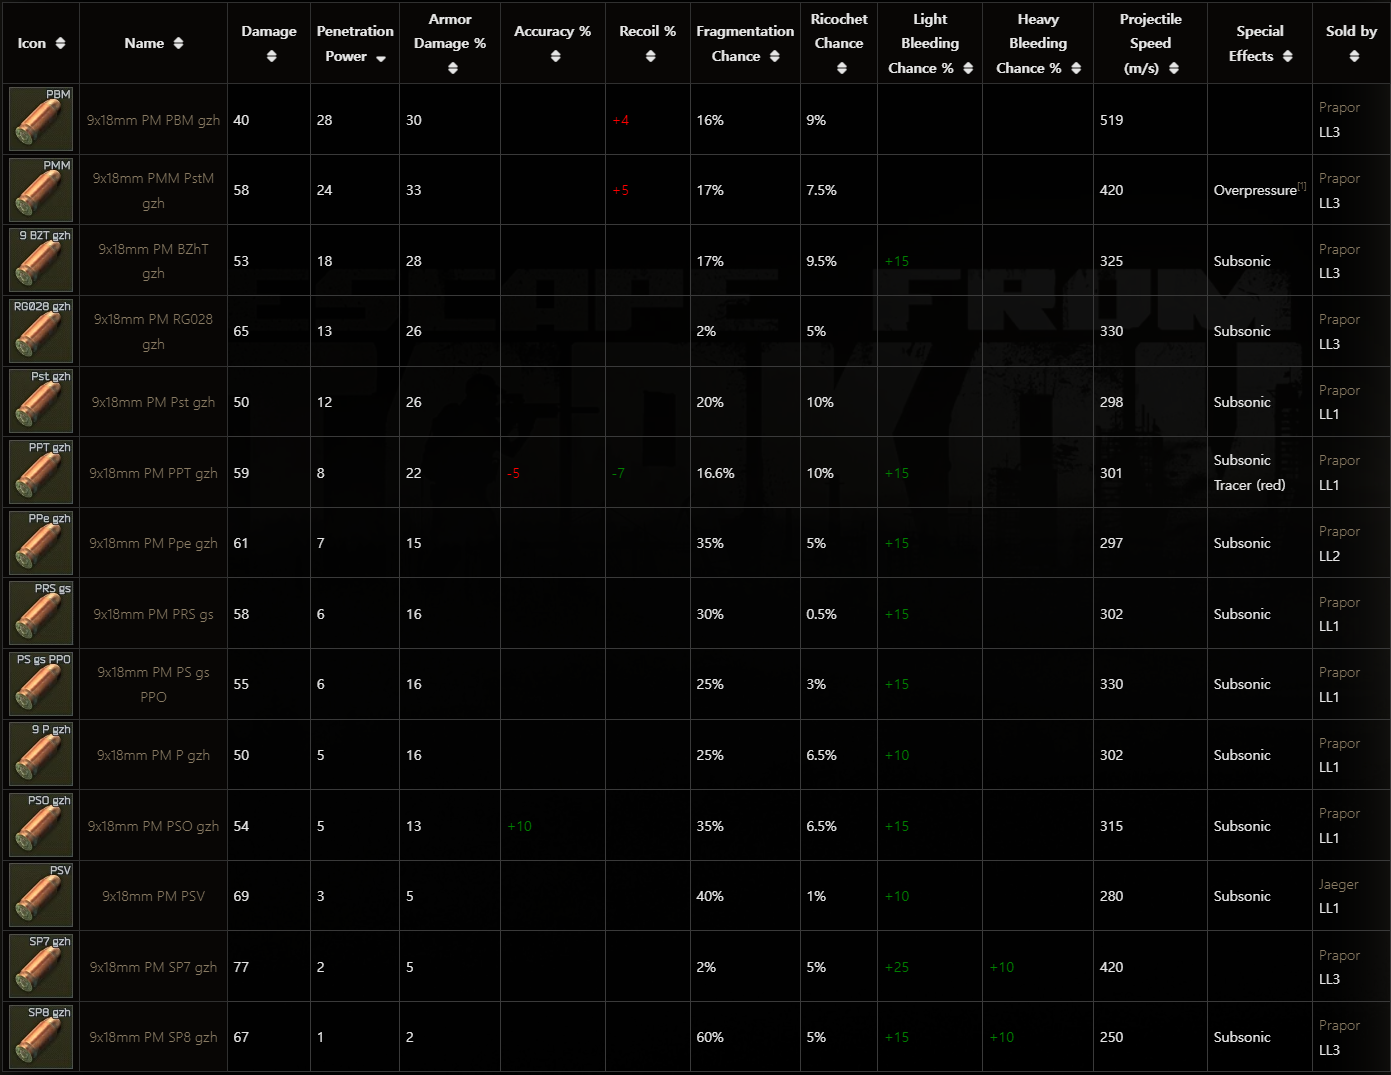 Icon
Name
Damage
Penetration
Power
Armor
Damage %
Accuracy %
Recoil %
Fragmentation
Chance
Ricochet
Chance
Light
Bleeding
Chance %
Heavy
Bleeding
Chance %
Projectile
Speed
(m/s)
Special
Effects
Sold by
PBM
9x18mm PM PBM gzh
40
28
30
+4
16%
9%
519
Prapor
LL3
PMM
9x18mm PMM PstM
gzh
58
24
33
+5
17%
7.5%
420
Overpressure[1]
Prapor
LL3
9 BZT gzh
9x18mm PM BZhT
gzh
53
18
28
17%
9.5%
+15
325
Subsonic
Prapor
LL3
RG028 gzh
9x18mm PM RG028
gzh
65
13
26
2%
5%
330
Subsonic
Prapor
LL3
Pst gzh
9x18mm PM Pst gzh
50
12
26
20%
10%
298
Subsonic
Prapor
LL1
PPT gzh
9x18mm PM PPT gzh
59
8
22
-5
-7
16.6%
10%
+15
301
Subsonic
Tracer (red)
Prapor
LL1
PPe gzh
9x18mm PM Ppe gzh
61
7
15
35%
5%
+15
297
Subsonic
Prapor
LL2
PRS gs
9x18mm PM PRS gs
58
6
16
30%
0.5%
+15
302
Subsonic
Prapor
LL1
PS gs PPO
9x18mm PM PS gs
PPO
55
6
16
25%
3%
+15
330
Subsonic
Prapor
LL1
9 P gzh
9x18mm PM P gzh
50
5
16
25%
6.5%
+10
302
Subsonic
Prapor
LL1
PSO gzh
9x18mm PM PSO gzh
54
5
13
+10
35%
6.5%
+15
315
Subsonic
Prapor
LL1
PSV
9x18mm PM PSV
69
3
5
40%
1%
+10
280
Subsonic
Jaeger
LL1
SP7 gzh
9x18mm PM SP7 gzh
77
2
5
2%
5%
+25
+10
420
Prapor
LL3
SP8 gzh
9x18mm PM SP8 gzh
67
1
2
60%
5%
+15
+10
250
Subsonic
Prapor
LL3
ESCAPE FROM
TARKOV